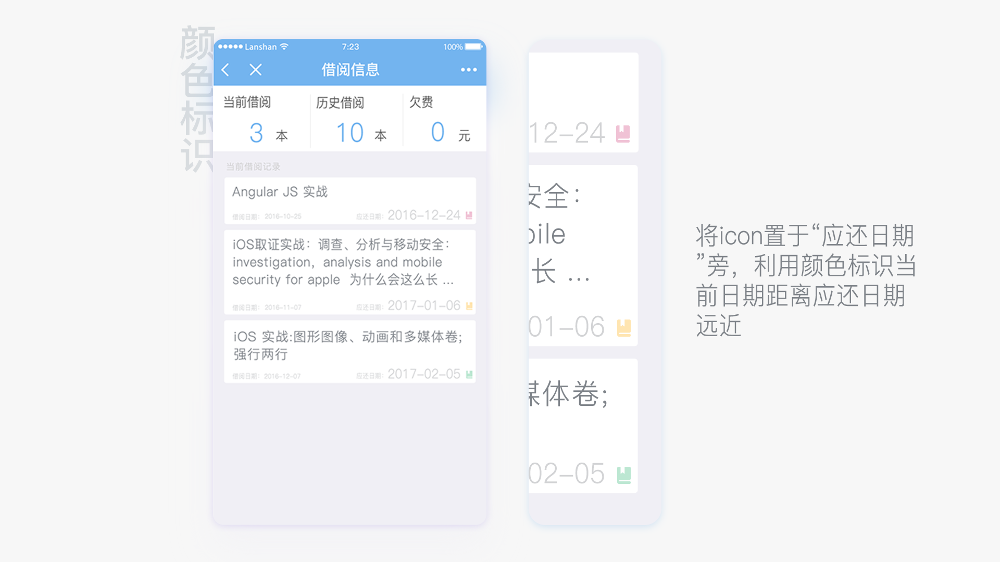 颜色标识
Lanshan 7:23 100%
借阅信息
当前借阅 历史借阅 欠费
3 本 10 本 0 元
当前借阅记录
Angular JS 实战
借阅日期：2016-10-25 应还日期：2016-12-24
iOS取证实战：调查、分析与移动安全：
investigation，analysis and mobile
security for apple 为什么会这么长 ...
借阅日期：2016-11-07 应还日期：2017-01-06
iOS 实战:图形图像、动画和多媒体卷;
强行两行
借阅日期：2016-12-07 应还日期：2017-02-05
12-24
安全：
bile
长 ...
01-06
媒体卷;
02-05
将icon置于“应还日期
”旁，利用颜色标识当
前日期距离应还日期
远近